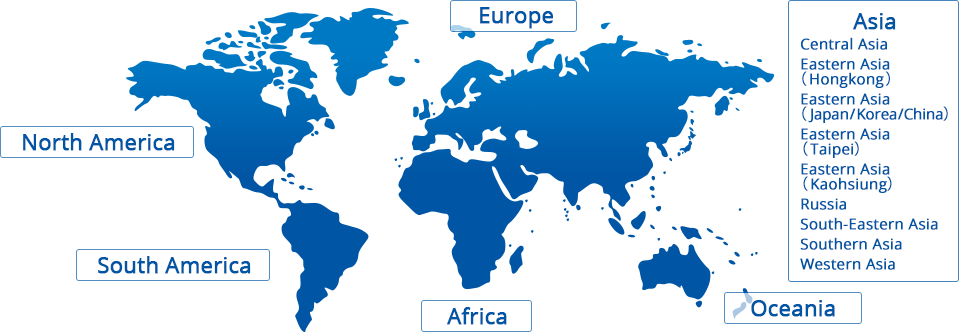 Europe
North America
South America
Africa
Oceania
Asia
Central Asia
Eastern Asia
（Hongkong）
Eastern Asia
（Japan/Korea/China）
Eastern Asia
（Taipei）
Eastern Asia
（Kaohsiung）
Russia
South-Eastern Asia
Southern Asia
Western Asia